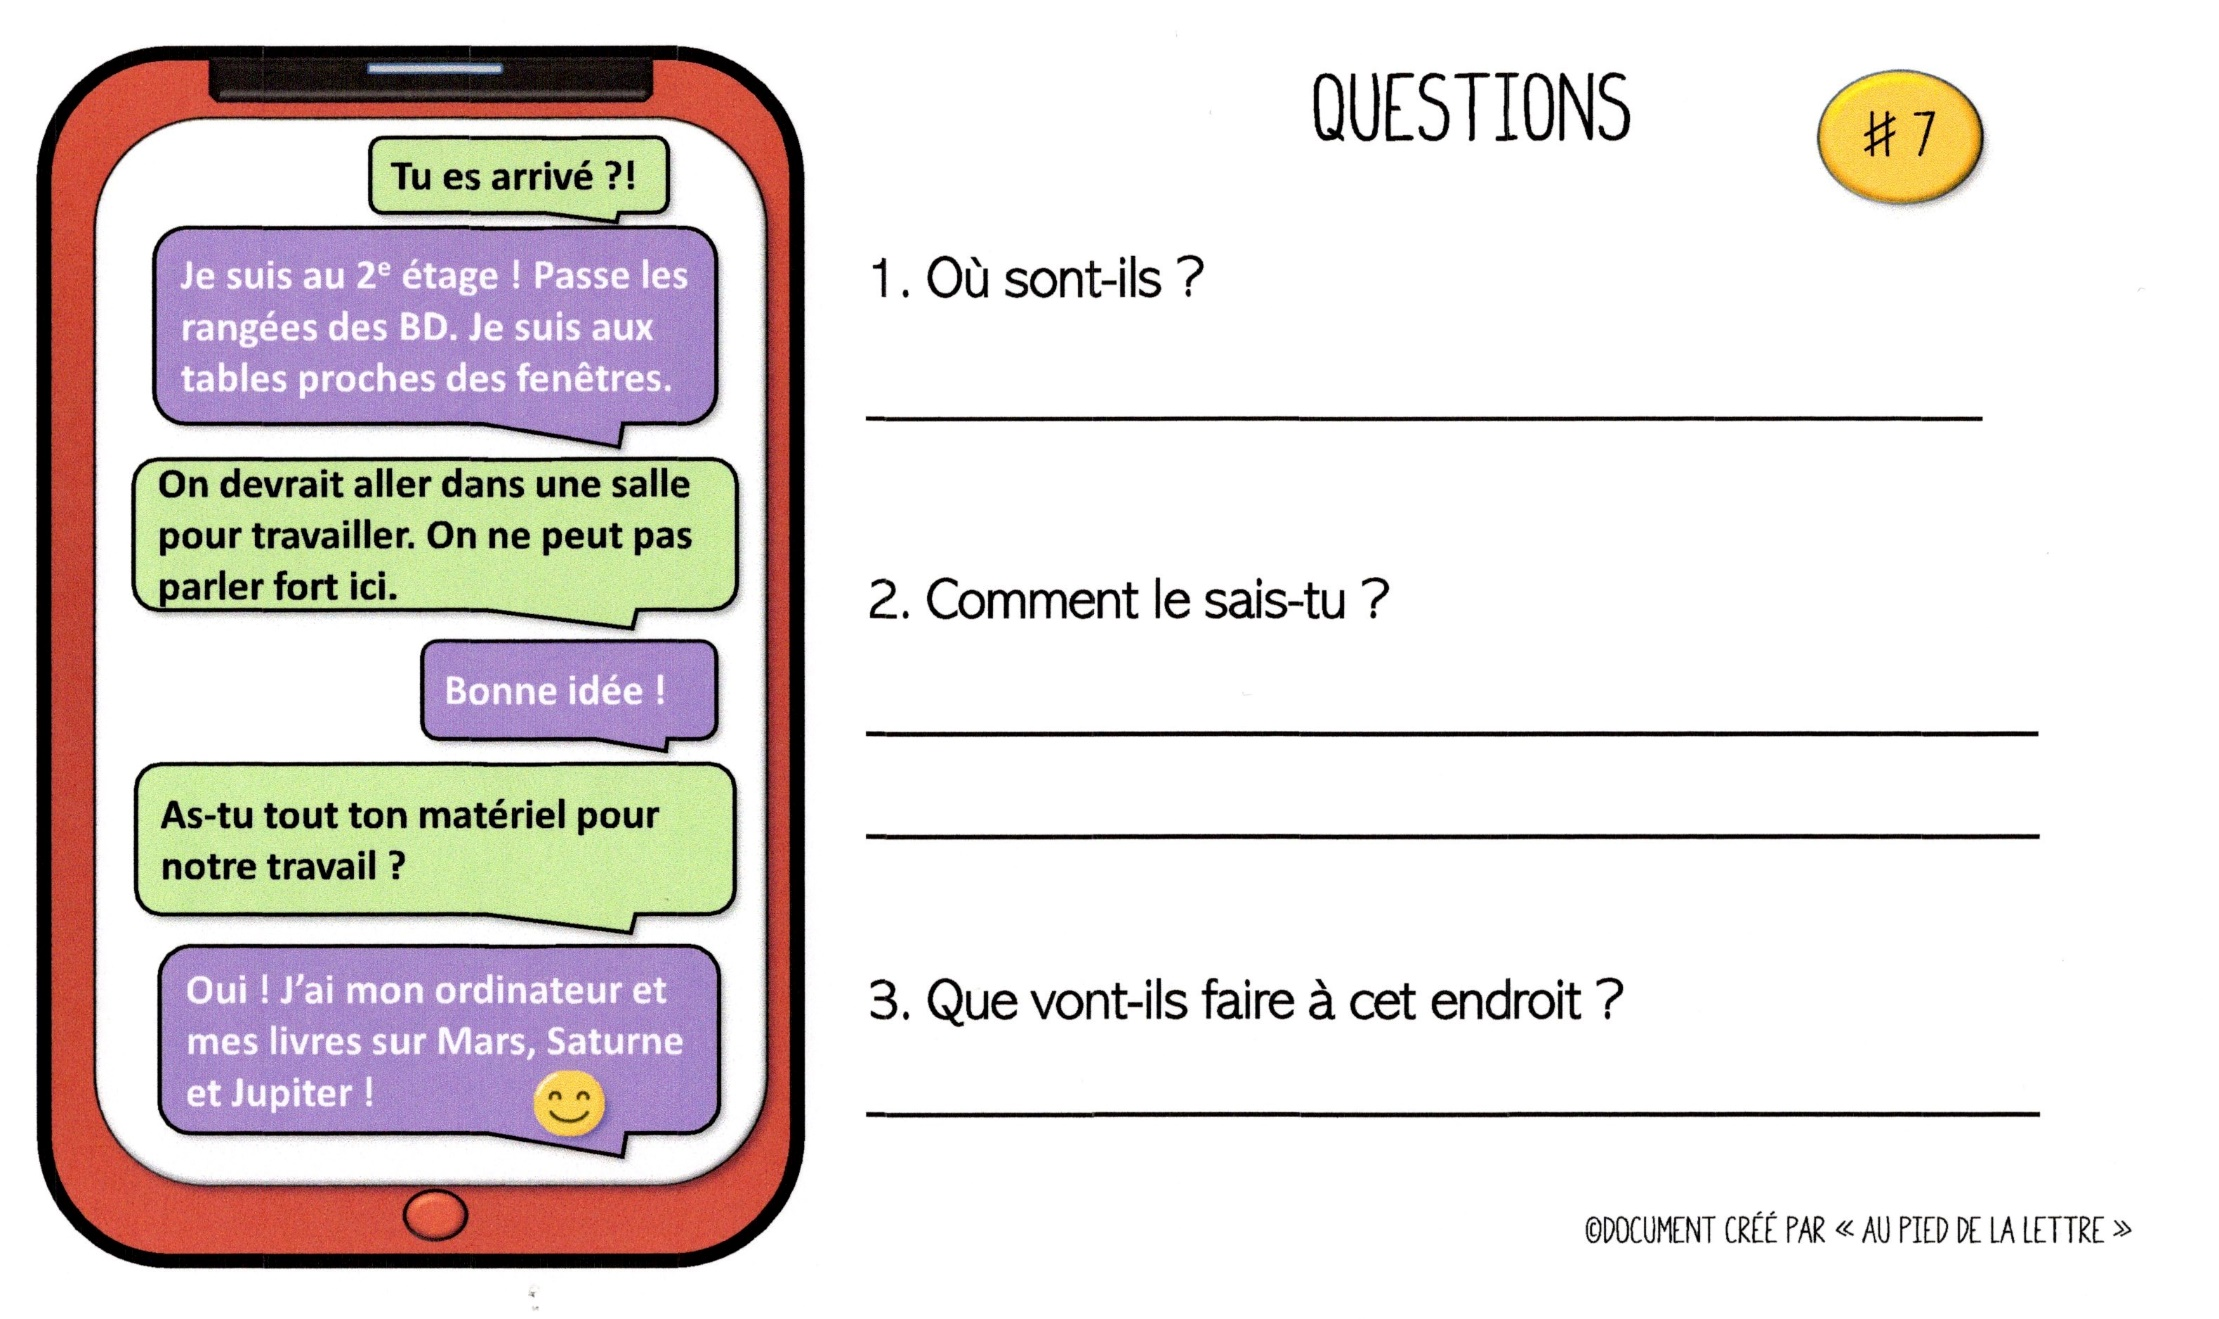 Tu es arrivé ?!
Je suis au 2e étage ! Passe les
rangées des BD. Je suis aux
tables proches des fenêtres.
On devrait aller dans une salle
pour travailler. On ne peut pas
parler fort ici.
Bonne idée !
As-tu tout ton matériel pour
notre travail ?
Oui ! J'ai mon ordinateur et
mes livres sur Mars, Saturne
et Jupiter !
QUESTIONS
# 7
1. Où sont-ils ?
2. Comment le sais-tu ?
3. Que vont-ils faire à cet endroit ?
©DOCUMENT CRÉÉ PAR « AU PIED DE LA LETTRE »